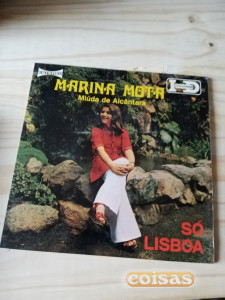 MARINA MOTA
Miúda de Alcântara
SÓ
LISBOA
coisas